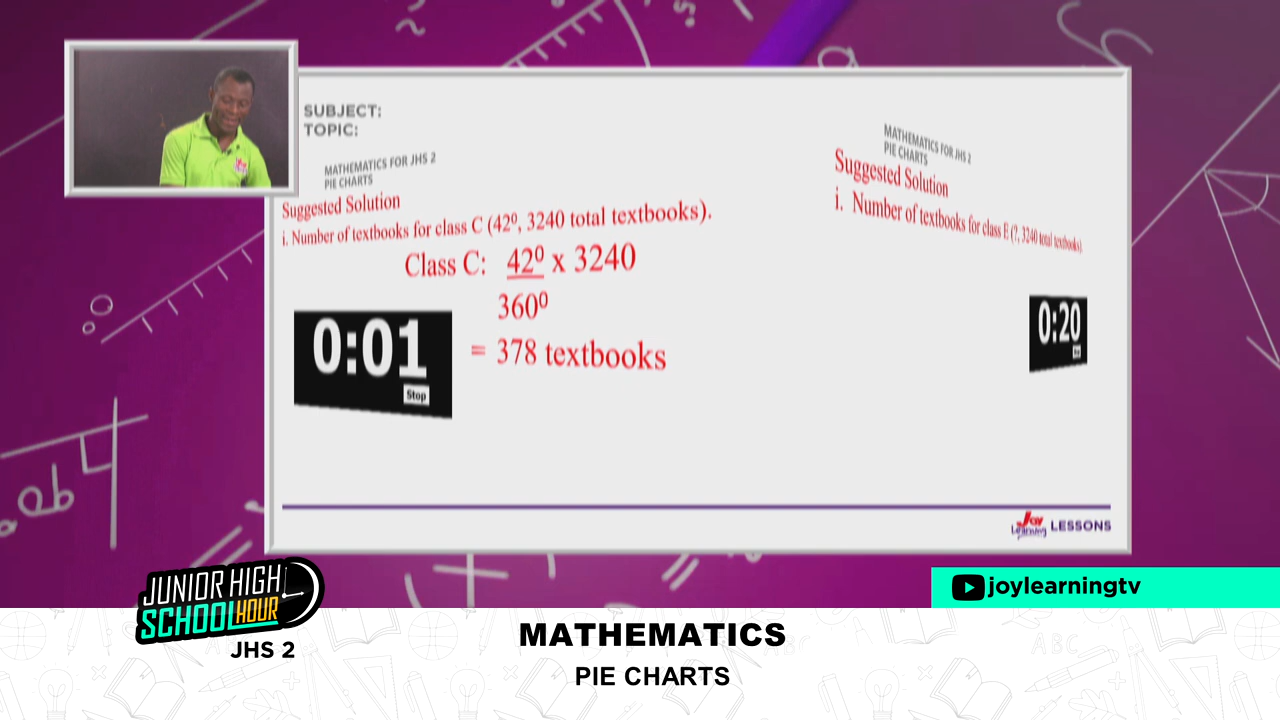 SUBJECT:
TOPIC:
MATHEMATICS FOR JHS 2
PIE CHARTS
Suggested Solution
i. Number of textbooks for class C (42⁰, 3240 total textbooks).
Class C: 42⁰ x 3240
360⁰
= 378 textbooks
0:01
Stop
MATHEMATICS FOR JHS 2
PIE CHARTS
Suggested Solution
i. Number of textbooks for class E (?, 3240 total textbooks)
0:20
Joy
Learning LESSONS
JUNIOR HIGH
SCHOOL HOUR
JHS 2
joylearningtv
MATHEMATICS
PIE CHARTS